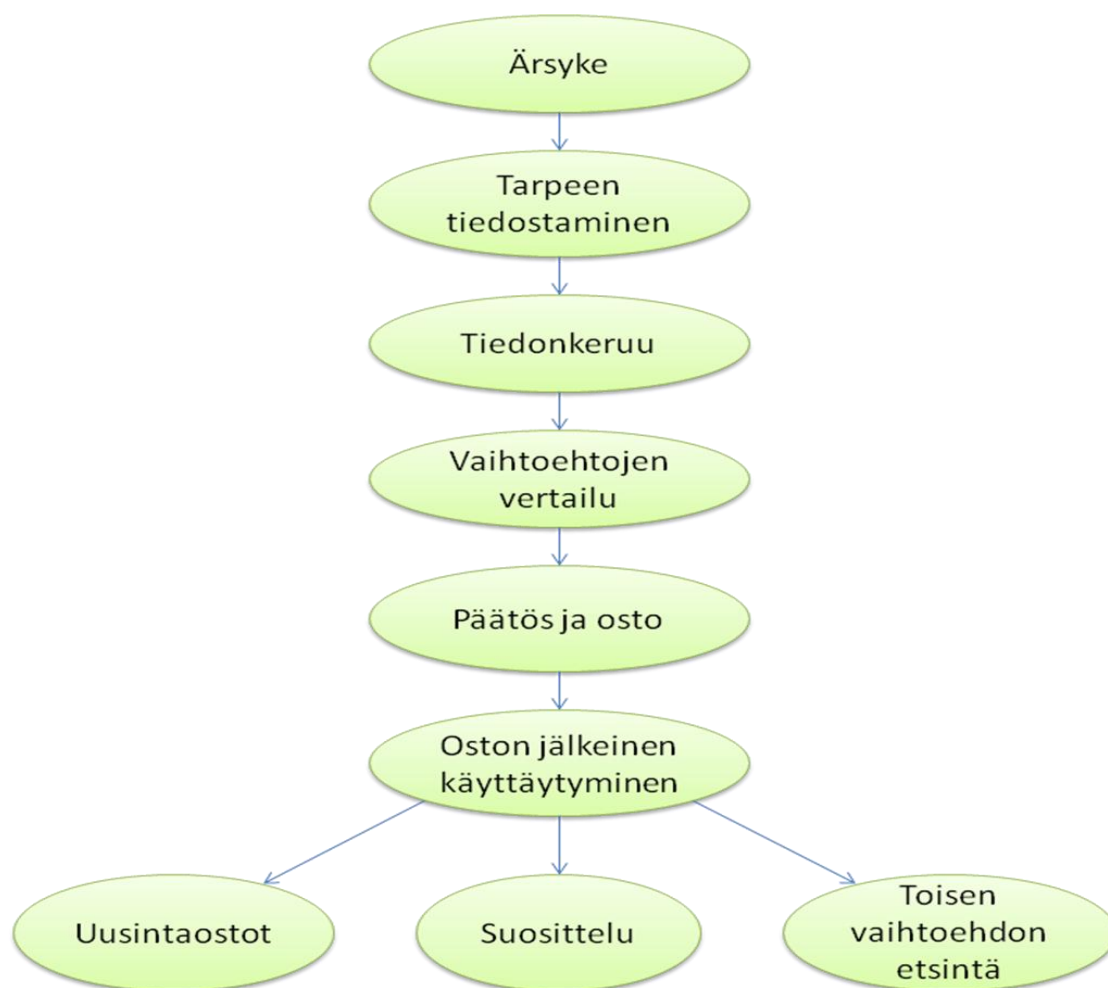 Ärsyke
Tarpeen
tiedostaminen
Tiedonkeruu
Vaihtoehtojen
vertailu
Päätös ja osto
Oston jälkeinen
käyttäytyminen
Uusintaostot
Suosittelu
Toisen
vaihtoehdon
etsintä